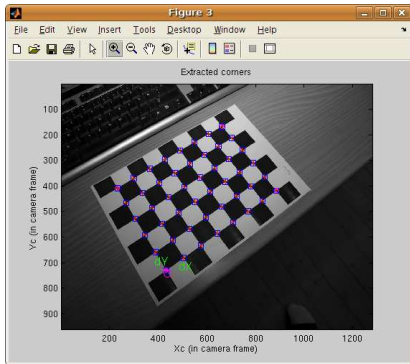 Figure 3
File Edit View Insert Tools Desktop Window Help
Extracted corners
Yc (in camera frame)
100
200
300
400
500
600
700
800
900
dY
dX
O
200 400 600 800 1000 1200
Xc (in camera frame)